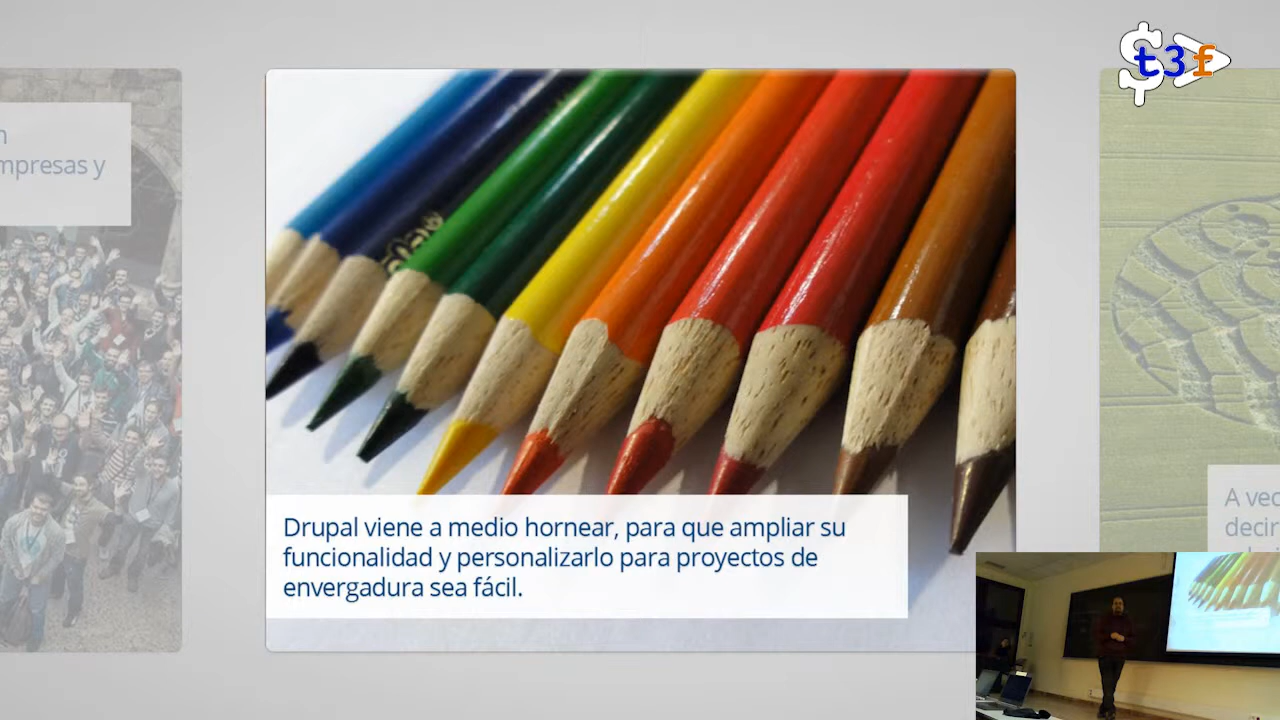 $ t3f
mpresas y
Drupal viene a medio hornear, para que ampliar su
funcionalidad y personalizarlo para proyectos de
envergadura sea fácil.
A vec
decir